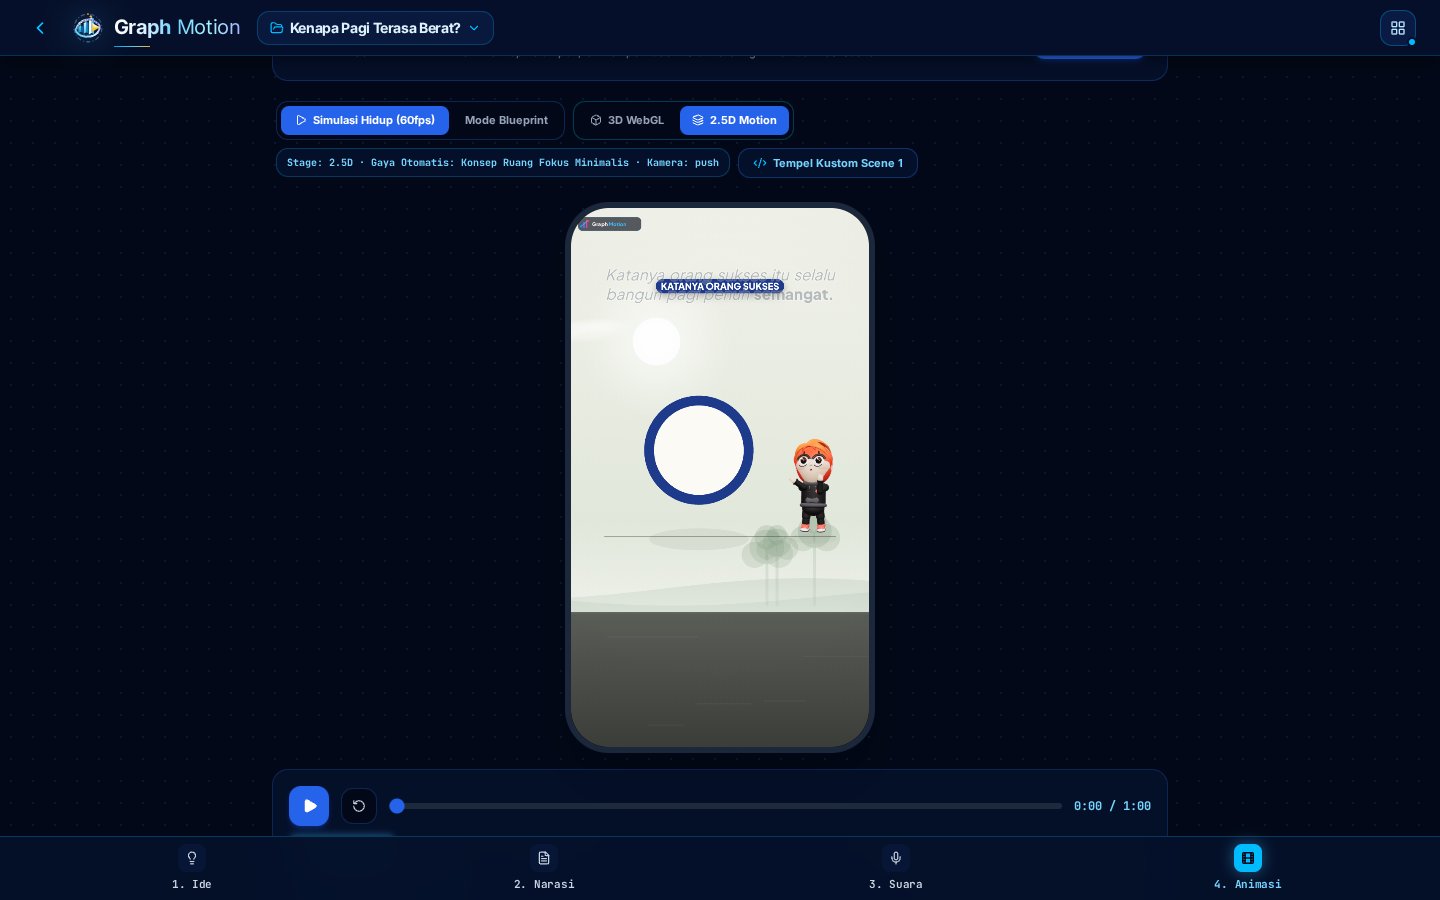 Graph Motion
Kenapa Pagi Terasa Berat?
Simulasi Hidup (60fps)
Mode Blueprint
3D WebGL
2.5D Motion
Stage: 2.5D · Gaya Otomatis: Konsep Ruang Fokus Minimalis · Kamera: push
Tempel Kustom Scene 1
Graph Motion
Katanya orang sukses itu selalu
KATANYA ORANG SUKSES
bangun pagi penuh semangat.
0:00 / 1:00
1. Ide
2. Narasi
3. Suara
4. Animasi